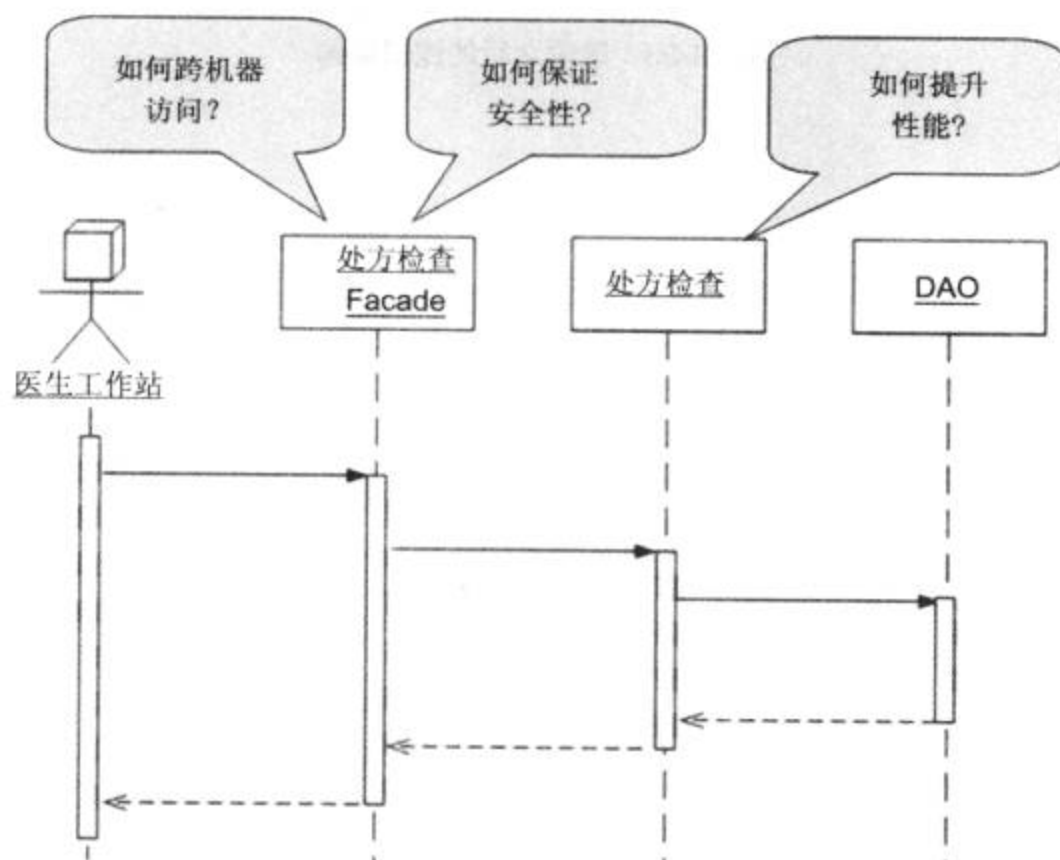 如何跨机器
访问?
如何保证
安全性?
如何提升
性能?
处方检查
Facade
处方检查
DAO
医生工作站